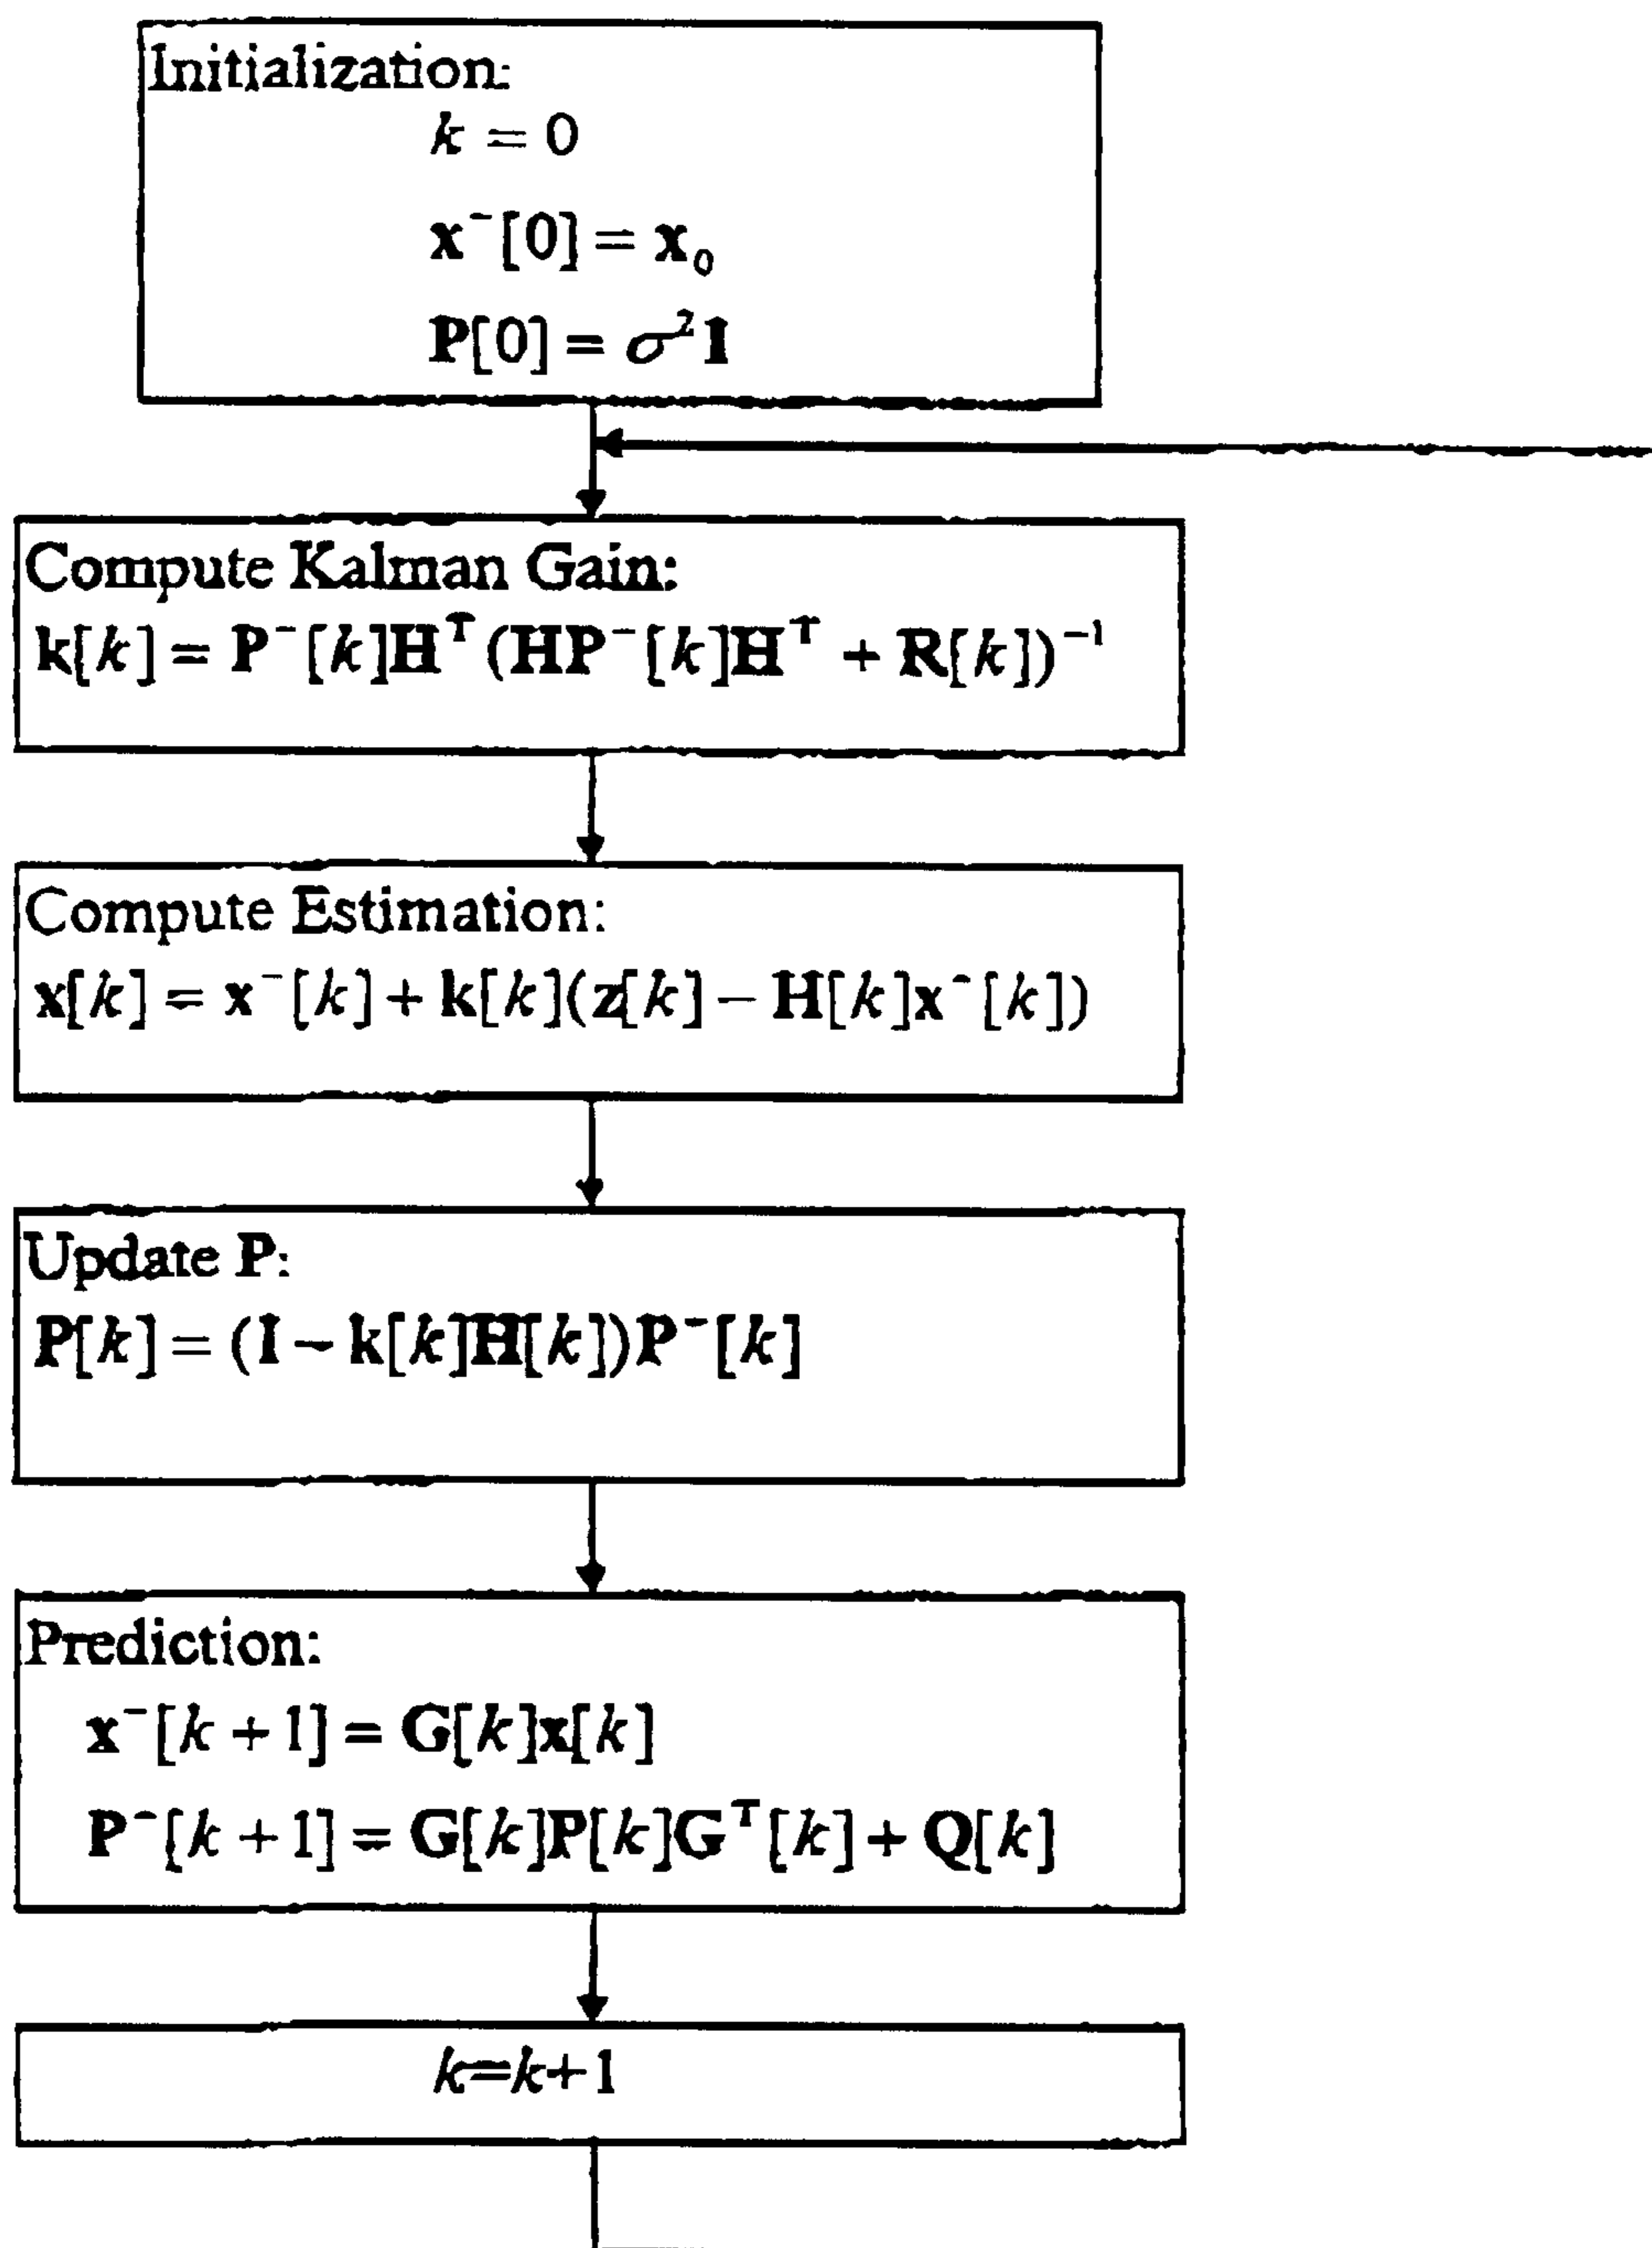 Initialization:
k = 0
x⁻[0] = x₀
P[0] = σ²I
Compute Kalman Gain:
k[k] = P⁻[k]Hᵀ(HP⁻[k]Hᵀ + R[k])⁻¹
Compute Estimation:
x[k] = x⁻[k] + k[k](z[k] − H[k]x⁻[k])
Update P:
P[k] = (I − k[k]H[k])P⁻[k]
Prediction:
x⁻[k + 1] = G[k]x[k]
P⁻[k + 1] = G[k]P[k]Gᵀ[k] + Q[k]
k=k+1